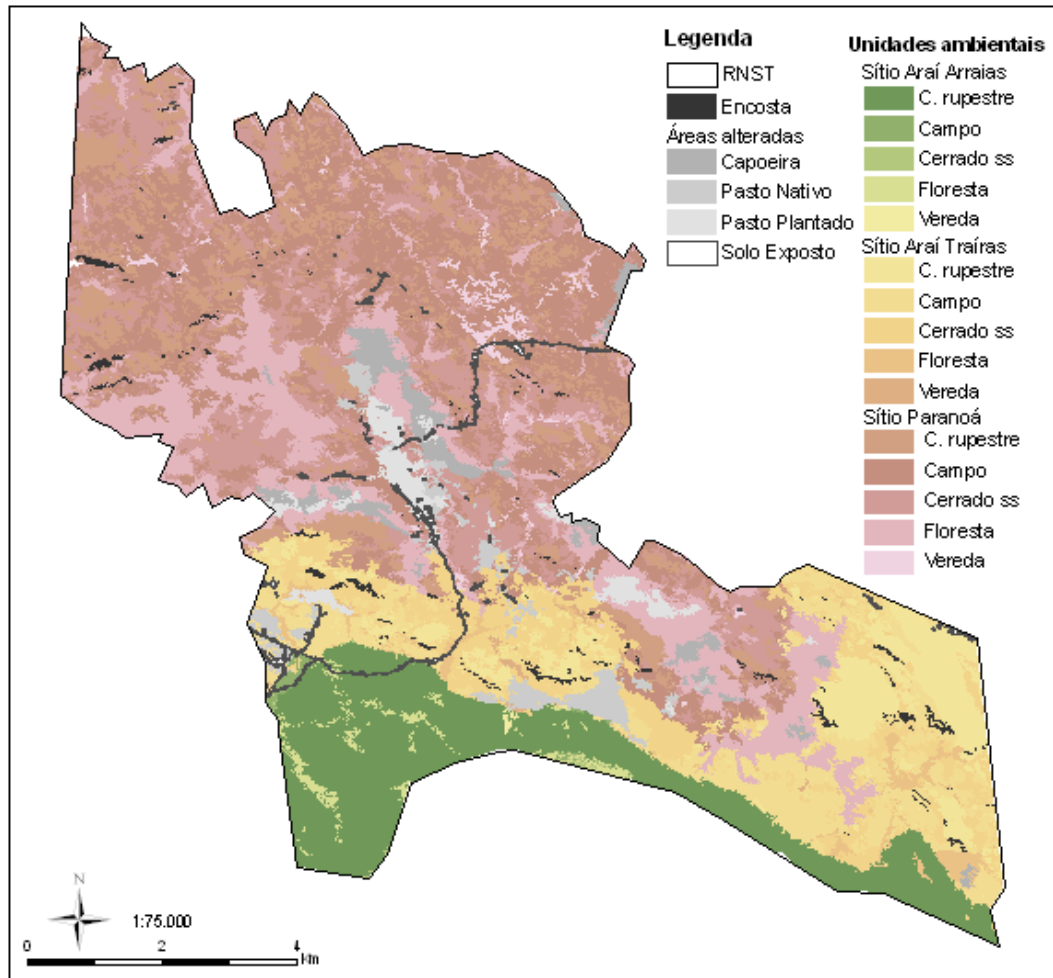 Legenda
RNST
Encosta
Áreas alteradas
Capoeira
Pasto Nativo
Pasto Plantado
Solo Exposto
Unidades ambientais
Sítio Araí Arraias
C. rupestre
Campo
Cerrado ss
Floresta
Vereda
Sítio Araí Traíras
C. rupestre
Campo
Cerrado ss
Floresta
Vereda
Sítio Paranoá
C. rupestre
Campo
Cerrado ss
Floresta
Vereda
N
1:75.000
0 2 4
km